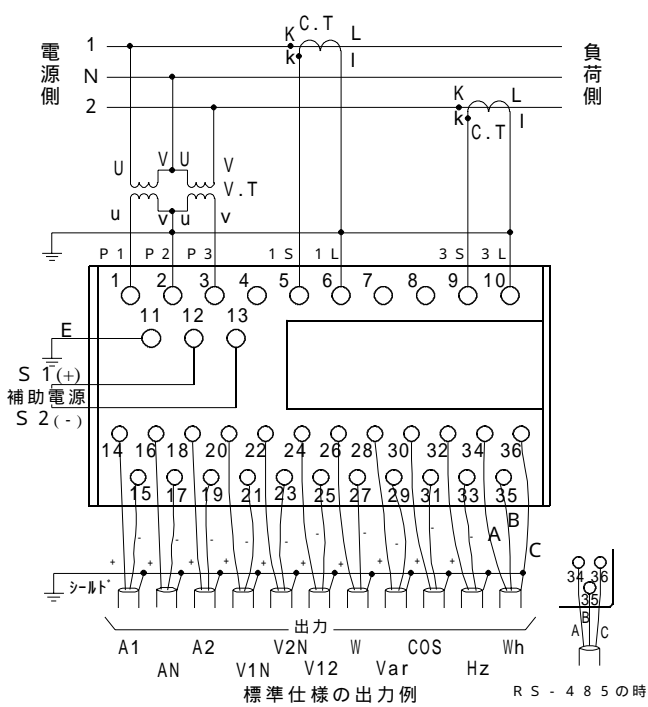 C.T
K L
電源側 1 k l 負荷側
N
2 K L
k l
C.T
U V U V
V.T
u v u v
P1 P2 P3 1S 1L 3S 3L
1 2 3 4 5 6 7 8 9 10
11 12 13
E
S1(+)
補助電源
S2(-)
14 16 18 20 22 24 26 28 30 32 34 36
15 17 19 21 23 25 27 29 31 33 35
B
A
C
- - - - - - - - - -
+ + + + + + + + + +
シールド
34 36
35
B
A C
出力
A1 A2 V2N W COS Wh
AN V1N V12 Var Hz
標準仕様の出力例
RS-485の時